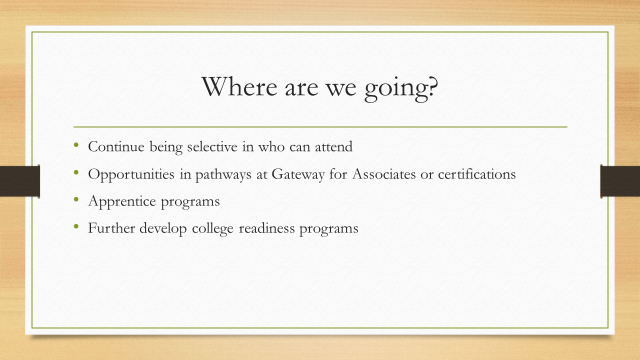 Where are we going?
• Continue being selective in who can attend
• Opportunities in pathways at Gateway for Associates or certifications
• Apprentice programs
• Further develop college readiness programs